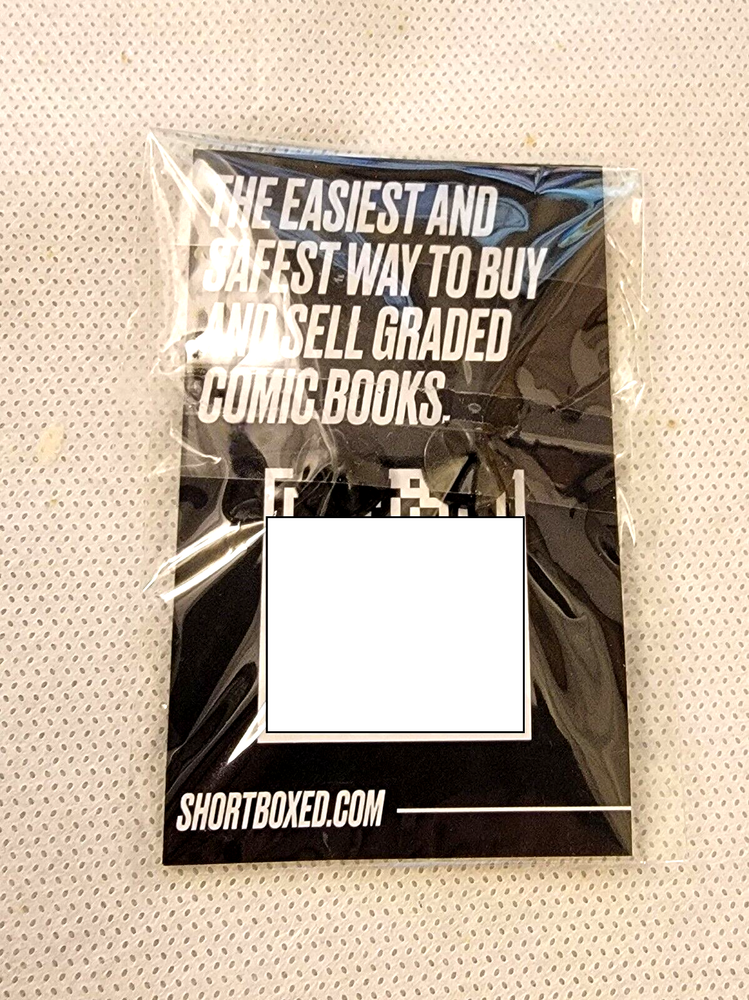 THE EASIEST AND
SAFEST WAY TO BUY
AND SELL GRADED
COMIC BOOKS.
SHORTBOXED.COM